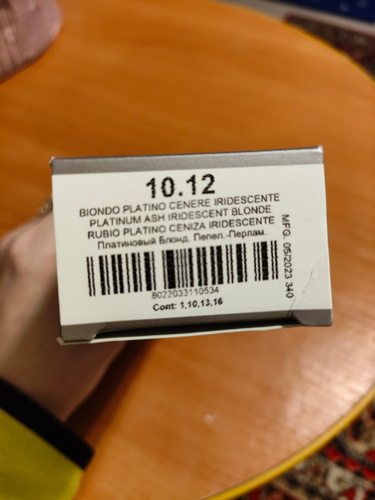 10.12
BIONDO PLATINO CENERE IRIDESCENTE
PLATINUM ASH IRIDESCENT BLONDE
RUBIO PLATINO CENIZA IRIDESCENTE
Платиновый Блонд. Пепел.-Перлам.
8022033110534
Cont: 1,10,13,16
MFG. 05/2023 340